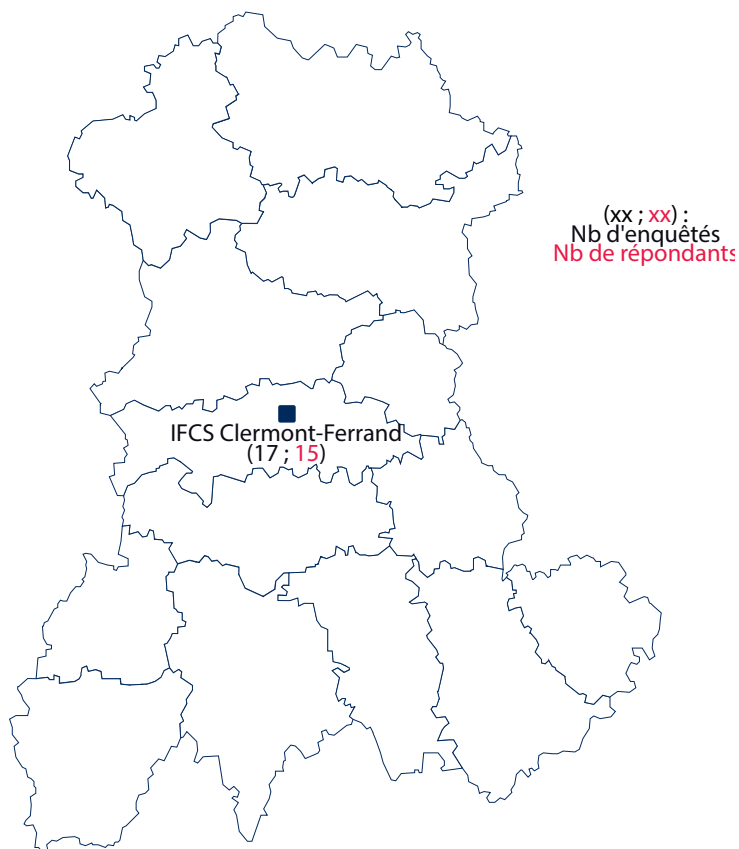 (xx ; xx) :
Nb d'enquêtés
Nb de répondants
IFCS Clermont-Ferrand
(17 ; 15)